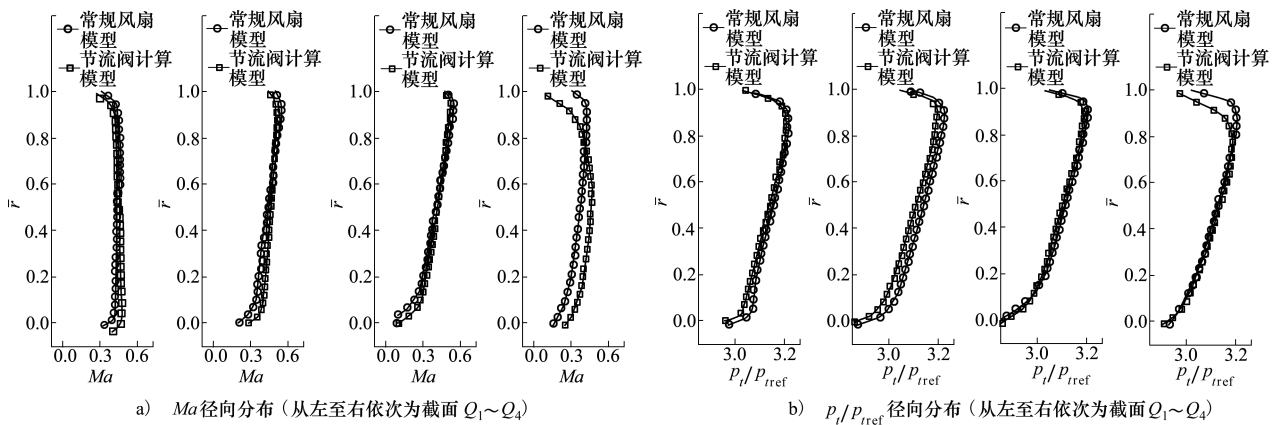 常规风扇 常规风扇 常规风扇 常规风扇 常规风扇 常规风扇 常规风扇 常规风扇
模型 模型 模型 模型 模型 模型 模型 模型
节流阀计算 节流阀计算 节流阀计算 节流阀计算 节流阀计算 节流阀计算 节流阀计算 节流阀计算
模型 模型 模型 模型 模型 模型 模型 模型
1.0 1.0 1.0 1.0 1.0 1.0 1.0 1.0
0.8 0.8 0.8 0.8 0.8 0.8 0.8 0.8
0.6 0.6 0.6 0.6 0.6 0.6 0.6 0.6
r̄ r̄ r̄ r̄ r̄ r̄ r̄ r̄
0.4 0.4 0.4 0.4 0.4 0.4 0.4 0.4
0.2 0.2 0.2 0.2 0.2 0.2 0.2 0.2
0.0 0.0 0.0 0.0 0.0 0.0 0.0 0.0
0.0 0.3 0.6 0.0 0.3 0.6 0.0 0.3 0.6 0.0 0.3 0.6 3.0 3.2 3.0 3.2 3.0 3.2 3.0 3.2
Ma Ma Ma Ma p_t/p_tref p_t/p_tref p_t/p_tref p_t/p_tref
a) Ma径向分布（从左至右依次为截面Q₁～Q₄）
b) p_t/p_tref径向分布（从左至右依次为截面Q₁～Q₄）